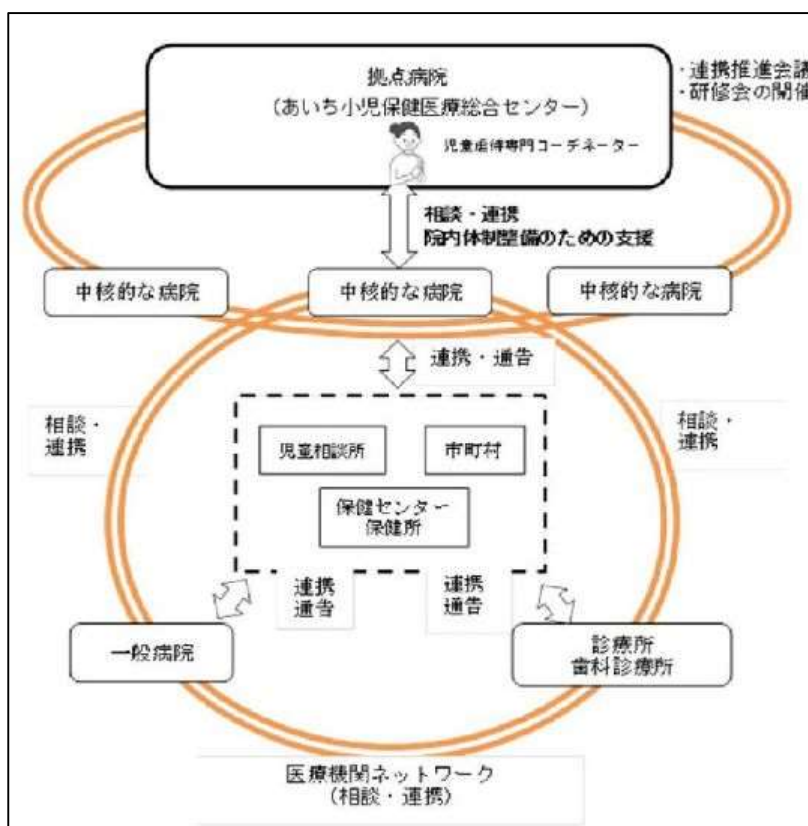 拠点病院
(あいち小児保健医療総合センター)
児童虐待専門コーディネーター
・連携推進会議
・研修会の開催
相談・連携
院内体制整備のための支援
中核的な病院
中核的な病院
中核的な病院
連携・通告
相談・
連携
相談・
連携
児童相談所
市町村
保健センター
保健所
連携
通告
連携
通告
一般病院
診療所
歯科診療所
医療機関ネットワーク
(相談・連携)